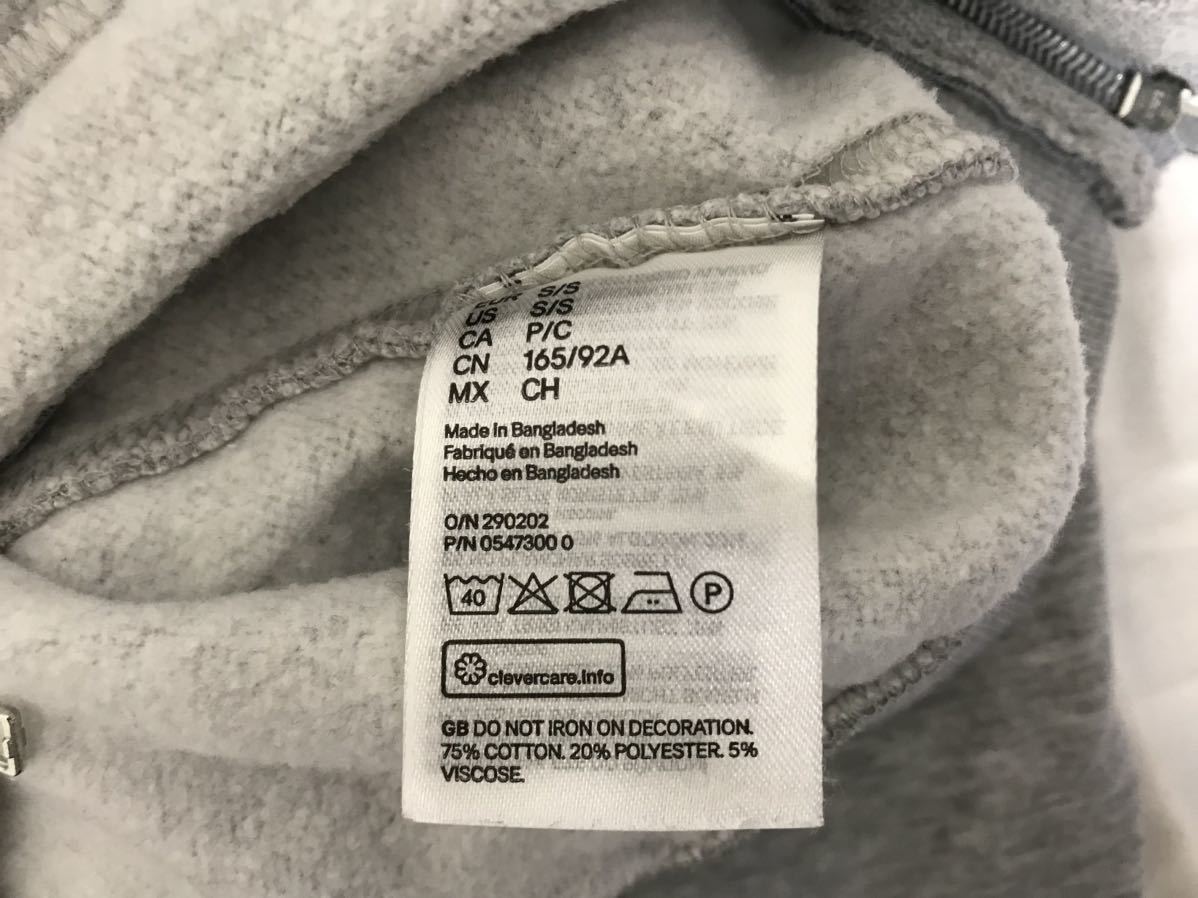 EUR S/S
US S/S
CA P/C
CN 165/92A
MX CH
Made in Bangladesh
Fabriqué en Bangladesh
Hecho en Bangladesh
O/N 290202
P/N 0547300 0
40 P
clevercare.info
GB DO NOT IRON ON DECORATION.
75% COTTON. 20% POLYESTER. 5%
VISCOSE.